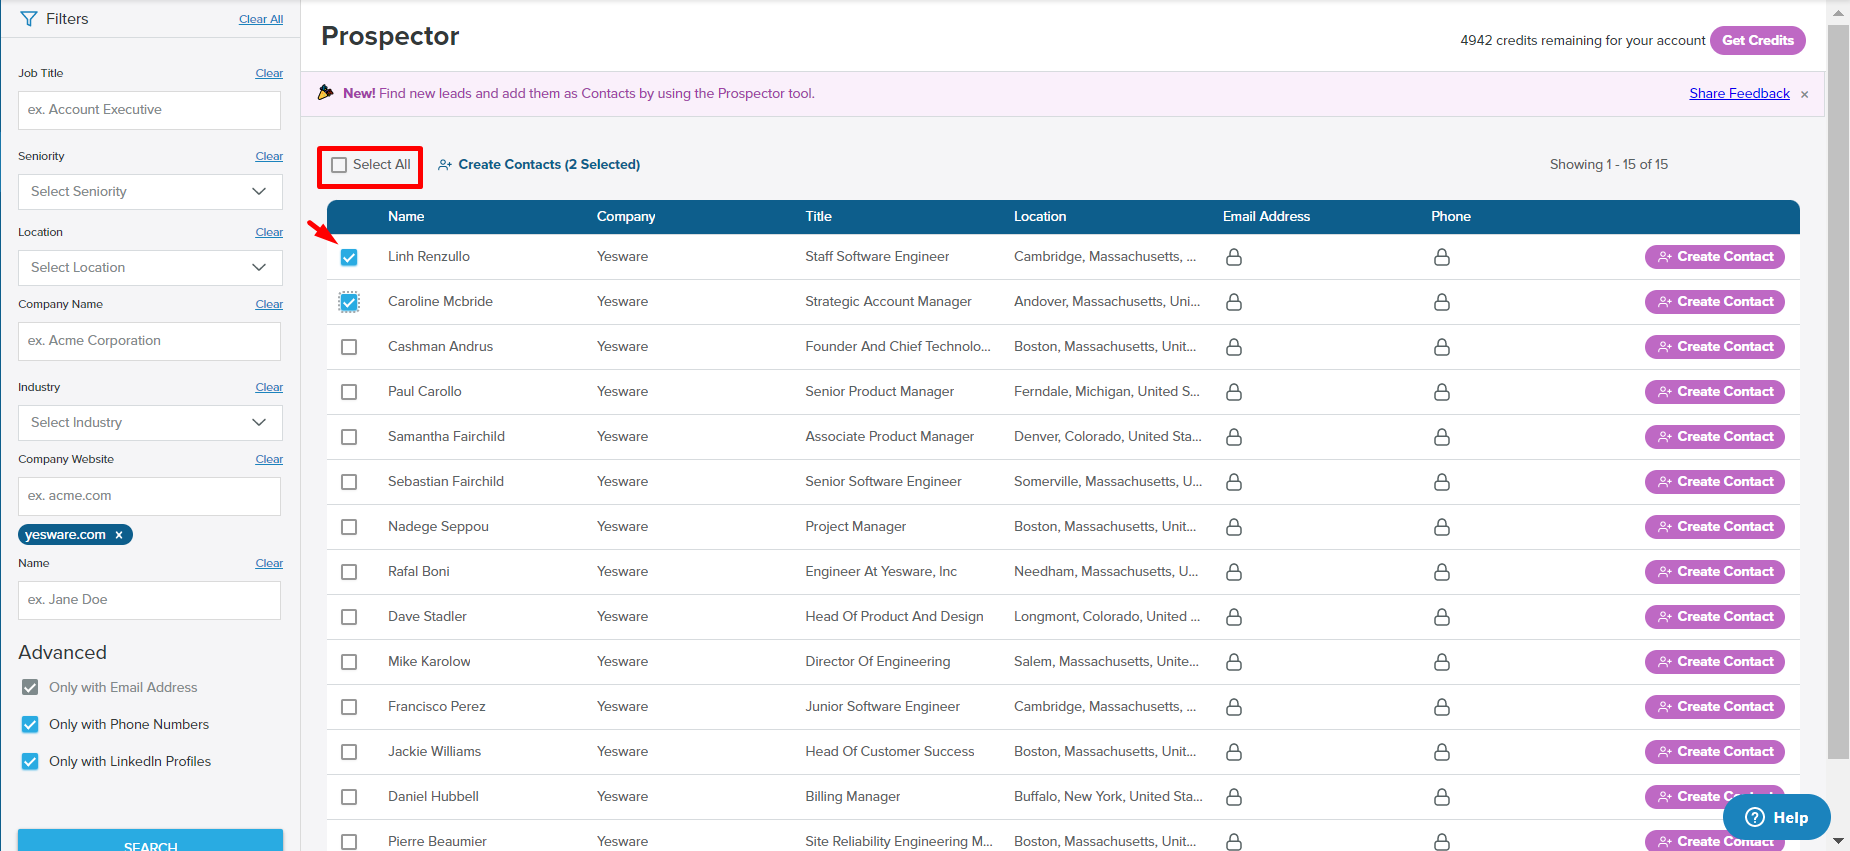 Filters Clear All
Prospector
4942 credits remaining for your account Get Credits
New! Find new leads and add them as Contacts by using the Prospector tool. Share Feedback ×
Job Title Clear
ex. Account Executive
Seniority Clear
Select Seniority
Location Clear
Select Location
Company Name Clear
ex. Acme Corporation
Industry Clear
Select Industry
Company Website Clear
ex. acme.com
yesware.com ×
Name Clear
ex. Jane Doe
Advanced
Only with Email Address
Only with Phone Numbers
Only with LinkedIn Profiles
SEARCH
Select All Create Contacts (2 Selected) Showing 1 - 15 of 15
Name Company Title Location Email Address Phone
Linh Renzullo Yesware Staff Software Engineer Cambridge, Massachusetts, ... Create Contact
Caroline Mcbride Yesware Strategic Account Manager Andover, Massachusetts, Uni... Create Contact
Cashman Andrus Yesware Founder And Chief Technolo... Boston, Massachusetts, Unit... Create Contact
Paul Carollo Yesware Senior Product Manager Ferndale, Michigan, United S... Create Contact
Samantha Fairchild Yesware Associate Product Manager Denver, Colorado, United Sta... Create Contact
Sebastian Fairchild Yesware Senior Software Engineer Somerville, Massachusetts, U... Create Contact
Nadege Seppou Yesware Project Manager Boston, Massachusetts, Unit... Create Contact
Rafal Boni Yesware Engineer At Yesware, Inc Needham, Massachusetts, U... Create Contact
Dave Stadler Yesware Head Of Product And Design Longmont, Colorado, United ... Create Contact
Mike Karolow Yesware Director Of Engineering Salem, Massachusetts, Unite... Create Contact
Francisco Perez Yesware Junior Software Engineer Cambridge, Massachusetts, ... Create Contact
Jackie Williams Yesware Head Of Customer Success Boston, Massachusetts, Unit... Create Contact
Daniel Hubbell Yesware Billing Manager Buffalo, New York, United Sta... Create
Pierre Beaumier Yesware Site Reliability Engineering M... Boston, Massachusetts, Unit... Create Contact
Help